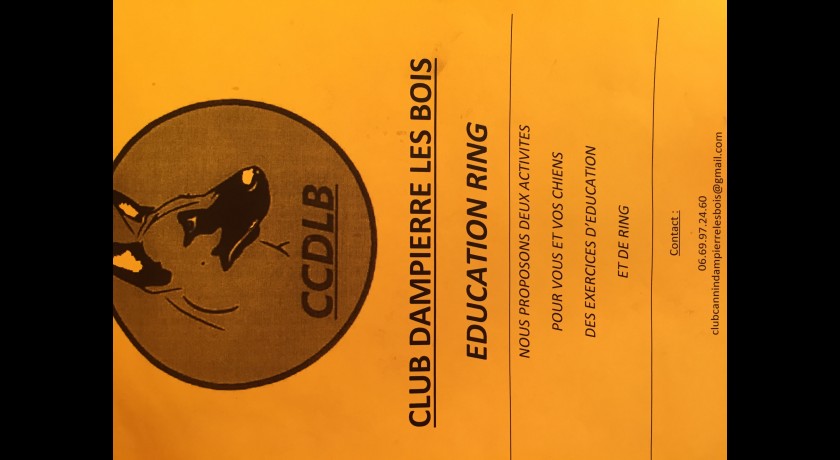 CCDLB
CLUB DAMPIERRE LES BOIS
EDUCATION RING
NOUS PROPOSONS DEUX ACTIVITES
POUR VOUS ET VOS CHIENS
DES EXERCICES D'EDUCATION
ET DE RING
Contact :
06.69.97.24.60
clubcannindampierrelesbois@gmail.com